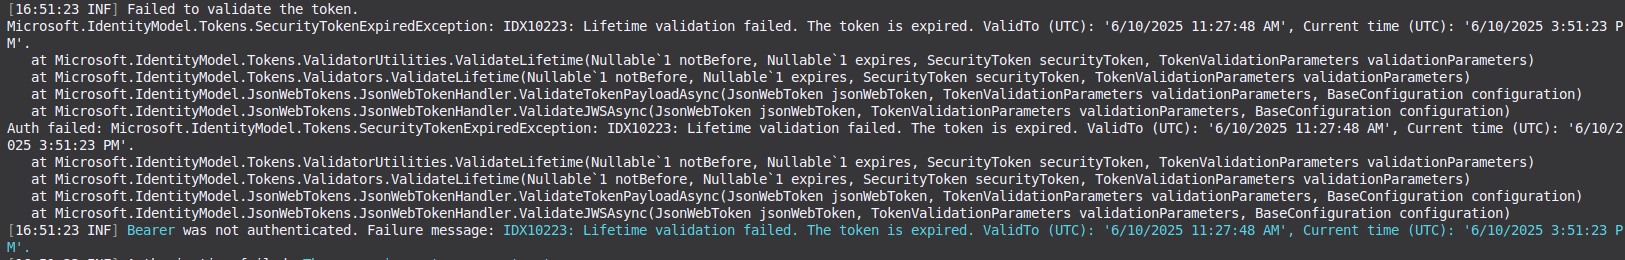 [16:51:23 INF] Failed to validate the token.
Microsoft.IdentityModel.Tokens.SecurityTokenExpiredException: IDX10223: Lifetime validation failed. The token is expired. ValidTo (UTC): '6/10/2025 11:27:48 AM', Current time (UTC): '6/10/2025 3:51:23 P
M'.
   at Microsoft.IdentityModel.Tokens.ValidatorUtilities.ValidateLifetime(Nullable`1 notBefore, Nullable`1 expires, SecurityToken securityToken, TokenValidationParameters validationParameters)
   at Microsoft.IdentityModel.Tokens.Validators.ValidateLifetime(Nullable`1 notBefore, Nullable`1 expires, SecurityToken securityToken, TokenValidationParameters validationParameters)
   at Microsoft.IdentityModel.JsonWebTokens.JsonWebTokenHandler.ValidateTokenPayloadAsync(JsonWebToken jsonWebToken, TokenValidationParameters validationParameters, BaseConfiguration configuration)
   at Microsoft.IdentityModel.JsonWebTokens.JsonWebTokenHandler.ValidateJWSAsync(JsonWebToken jsonWebToken, TokenValidationParameters validationParameters, BaseConfiguration configuration)
Auth failed: Microsoft.IdentityModel.Tokens.SecurityTokenExpiredException: IDX10223: Lifetime validation failed. The token is expired. ValidTo (UTC): '6/10/2025 11:27:48 AM', Current time (UTC): '6/10/2
025 3:51:23 PM'.
   at Microsoft.IdentityModel.Tokens.ValidatorUtilities.ValidateLifetime(Nullable`1 notBefore, Nullable`1 expires, SecurityToken securityToken, TokenValidationParameters validationParameters)
   at Microsoft.IdentityModel.Tokens.Validators.ValidateLifetime(Nullable`1 notBefore, Nullable`1 expires, SecurityToken securityToken, TokenValidationParameters validationParameters)
   at Microsoft.IdentityModel.JsonWebTokens.JsonWebTokenHandler.ValidateTokenPayloadAsync(JsonWebToken jsonWebToken, TokenValidationParameters validationParameters, BaseConfiguration configuration)
   at Microsoft.IdentityModel.JsonWebTokens.JsonWebTokenHandler.ValidateJWSAsync(JsonWebToken jsonWebToken, TokenValidationParameters validationParameters, BaseConfiguration configuration)
[16:51:23 INF] Bearer was not authenticated. Failure message: IDX10223: Lifetime validation failed. The token is expired. ValidTo (UTC): '6/10/2025 11:27:48 AM', Current time (UTC): '6/10/2025 3:51:23 P
M'.